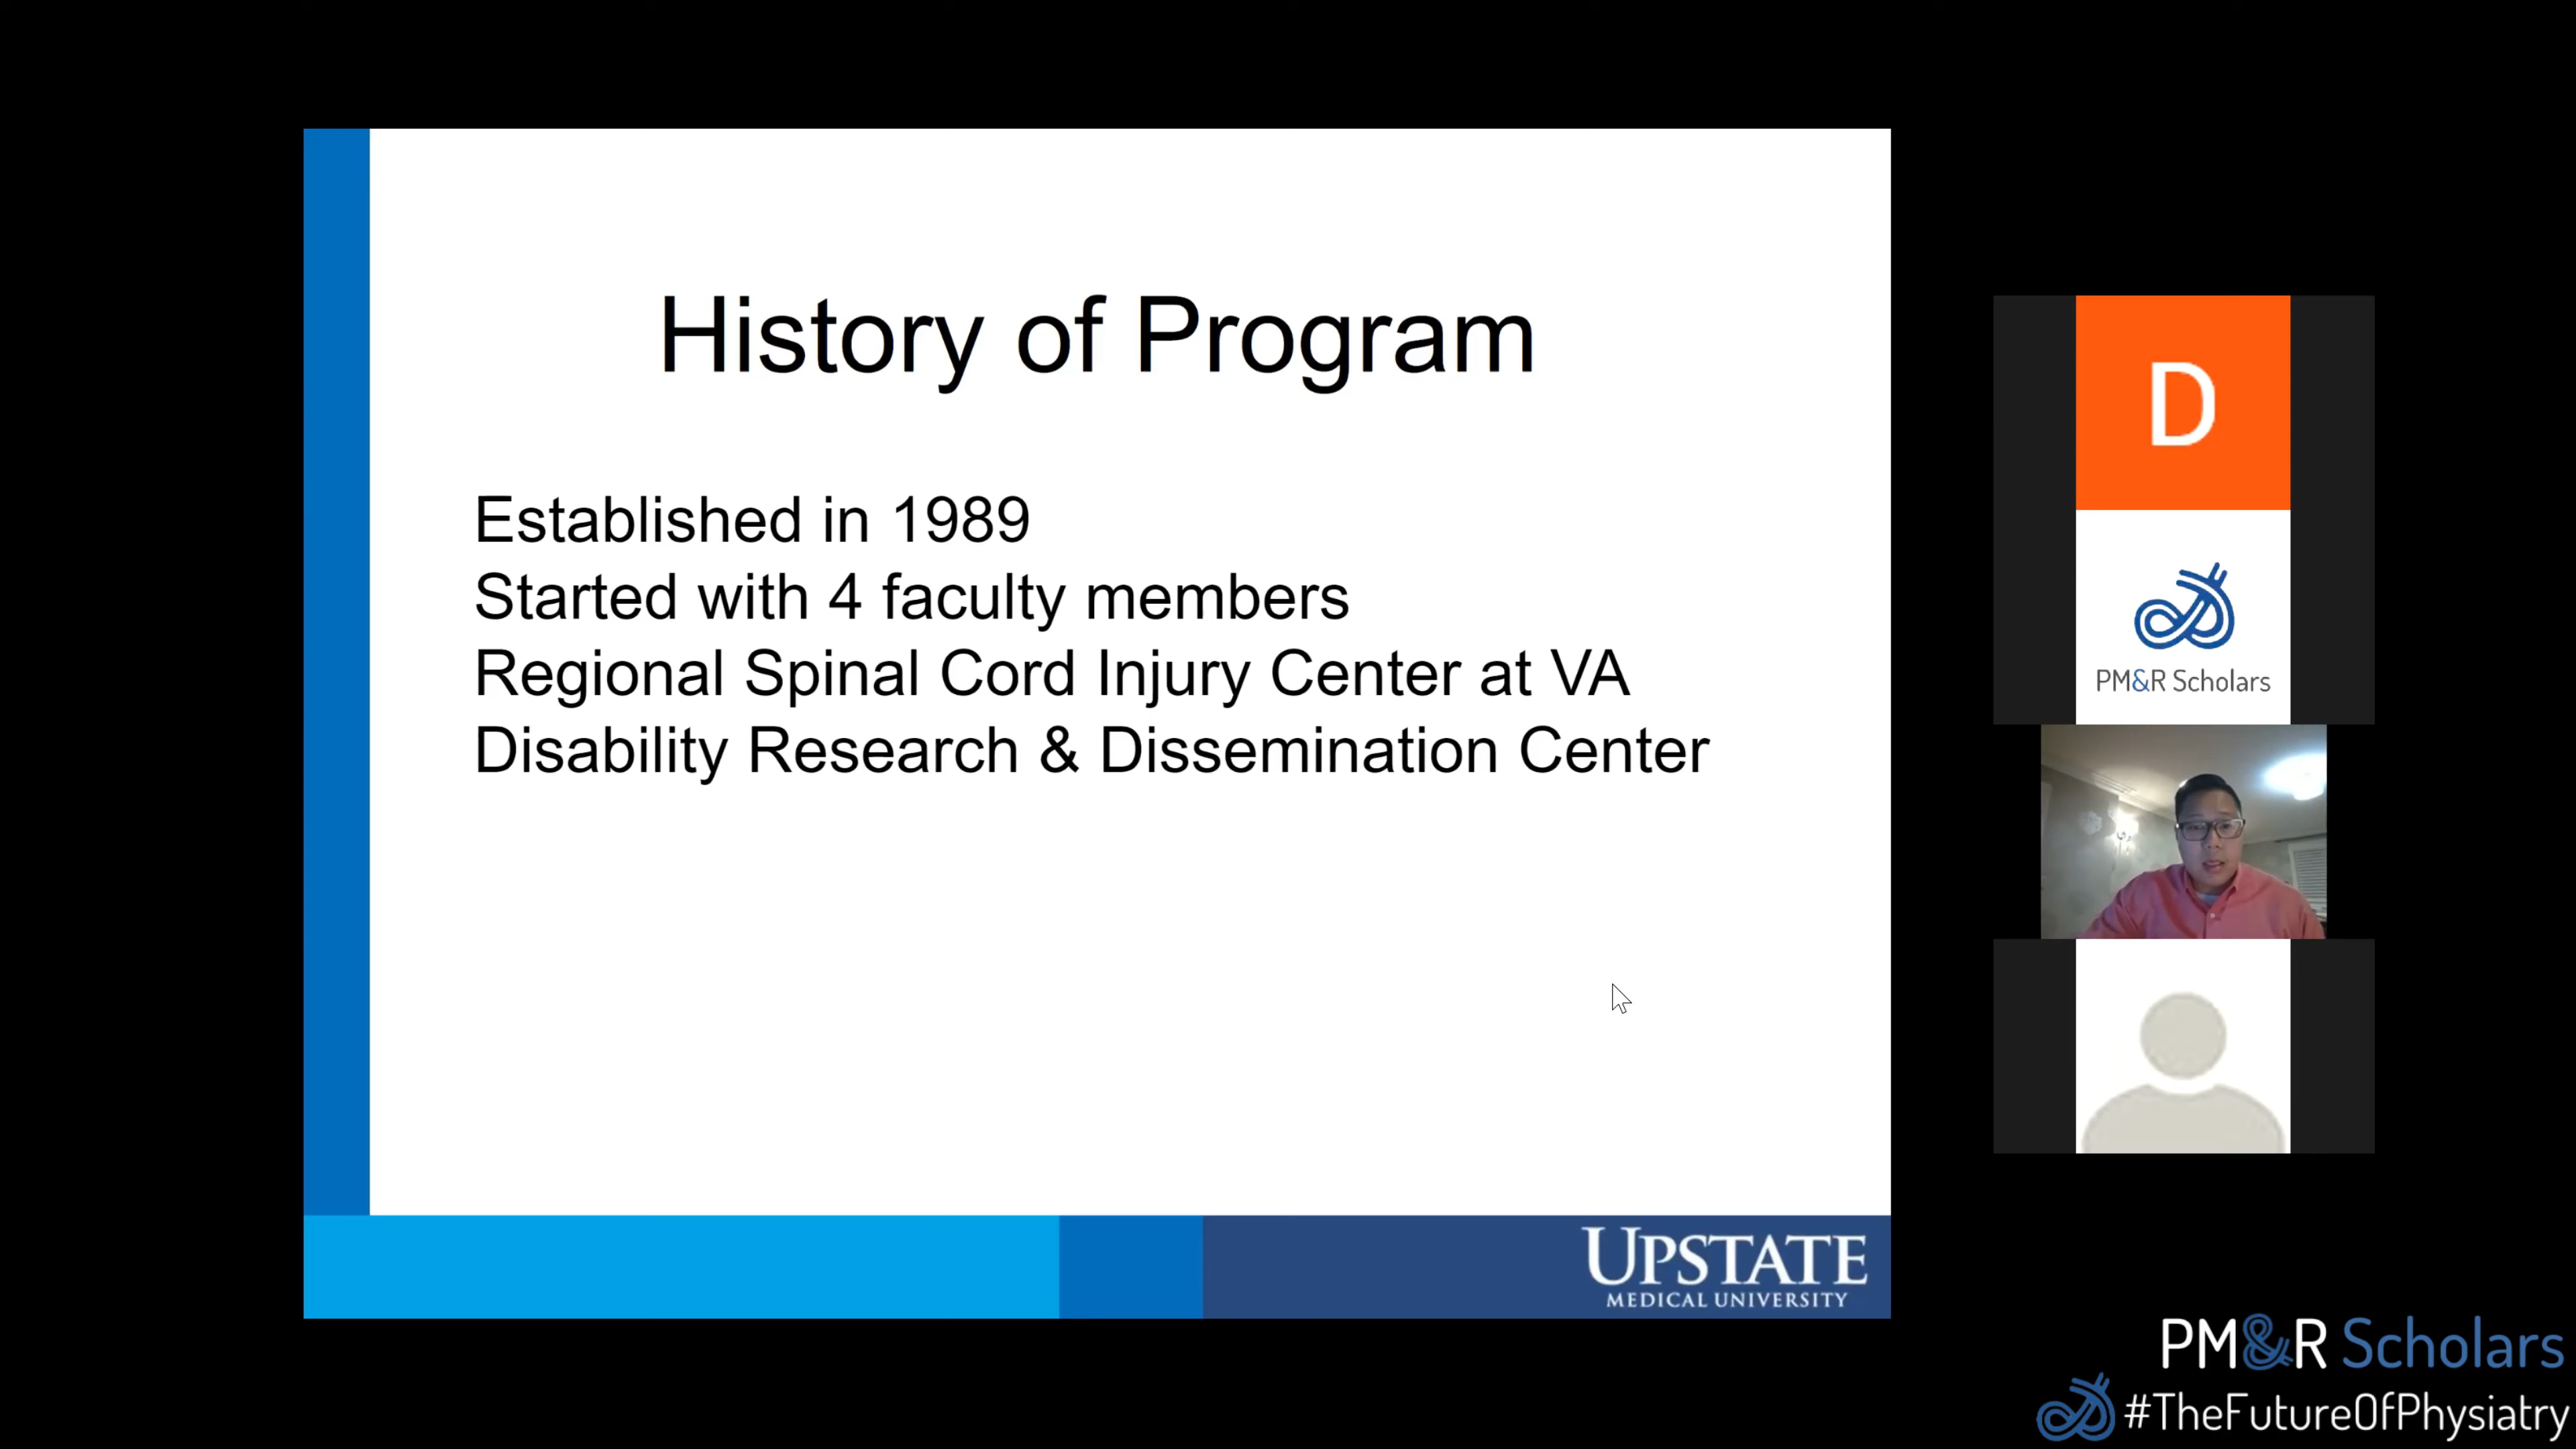 History of Program
Established in 1989
Started with 4 faculty members
Regional Spinal Cord Injury Center at VA
Disability Research & Dissemination Center
UPSTATE
MEDICAL UNIVERSITY
D
PM&R Scholars
PM&R Scholars
#TheFutureOfPhysiatry